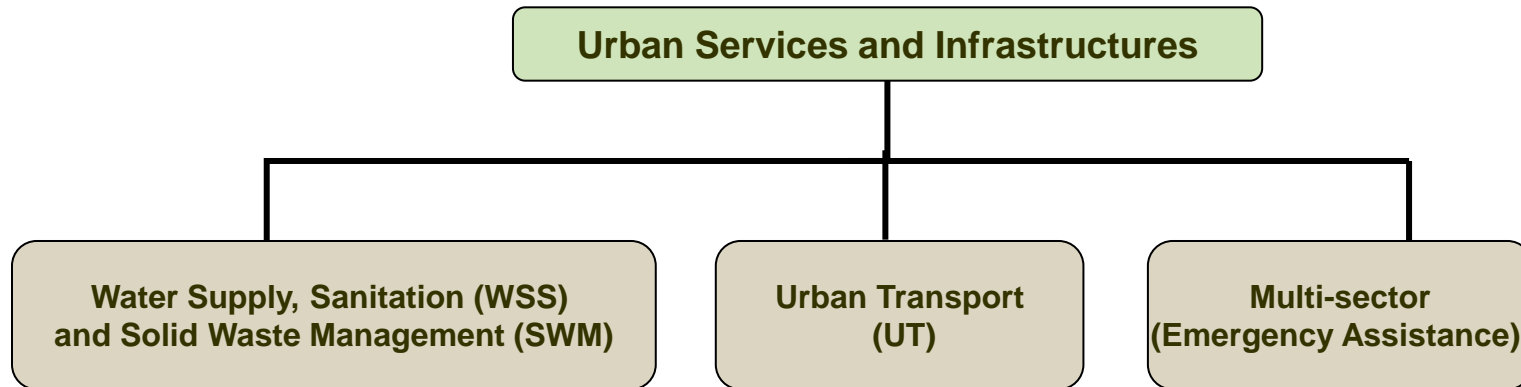 Urban Services and Infrastructures
Water Supply, Sanitation (WSS)
and Solid Waste Management (SWM)
Urban Transport
(UT)
Multi-sector
(Emergency Assistance)